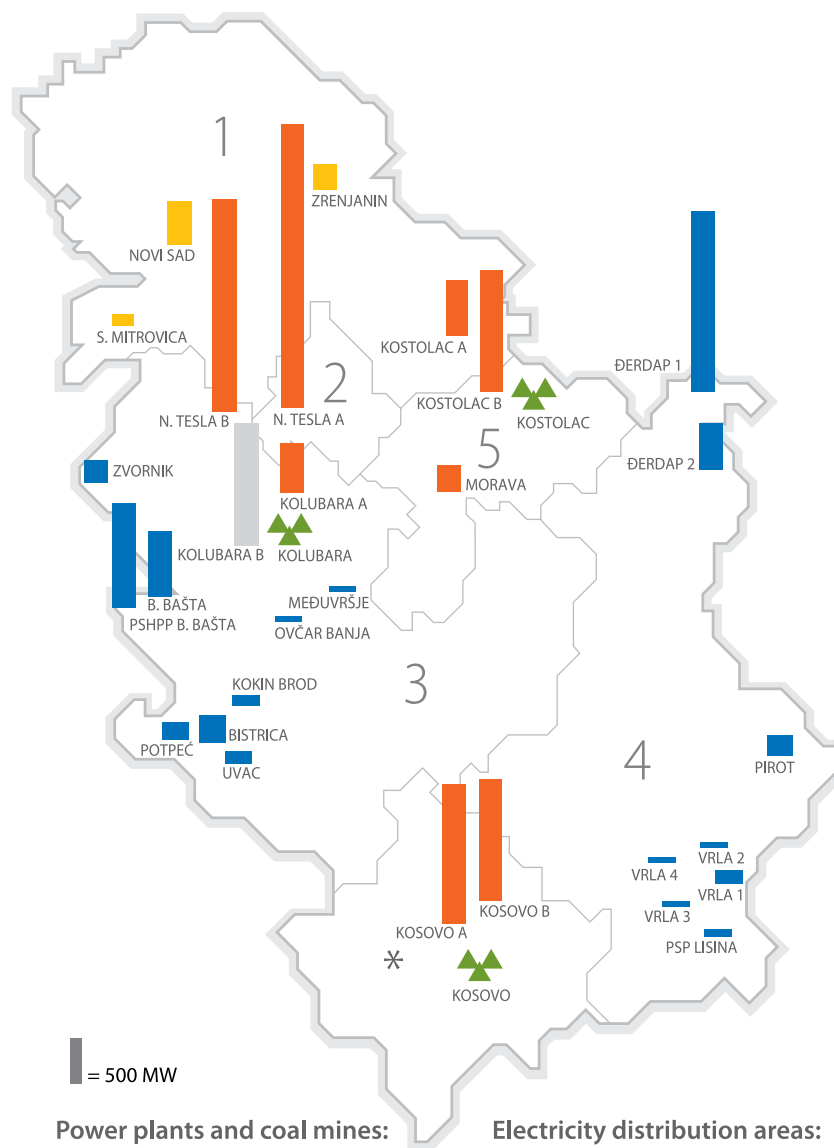 1
ZRENJANIN
NOVI SAD
S. MITROVICA
KOSTOLAC A
ĐERDAP 1
2
N. TESLA B
N. TESLA A
KOSTOLAC B
KOSTOLAC
5
ZVORNIK
ĐERDAP 2
MORAVA
KOLUBARA A
KOLUBARA B
KOLUBARA
B. BAŠTA
PSHPP B. BAŠTA
MEĐUVRŠJE
OVČAR BANJA
3
KOKIN BROD
POTPEĆ
BISTRICA
UVAC
4
PIROT
VRLA 2
VRLA 4
VRLA 1
VRLA 3
PSP LISINA
KOSOVO B
KOSOVO A
*
KOSOVO
= 500 MW
Power plants and coal mines:
Electricity distribution areas: